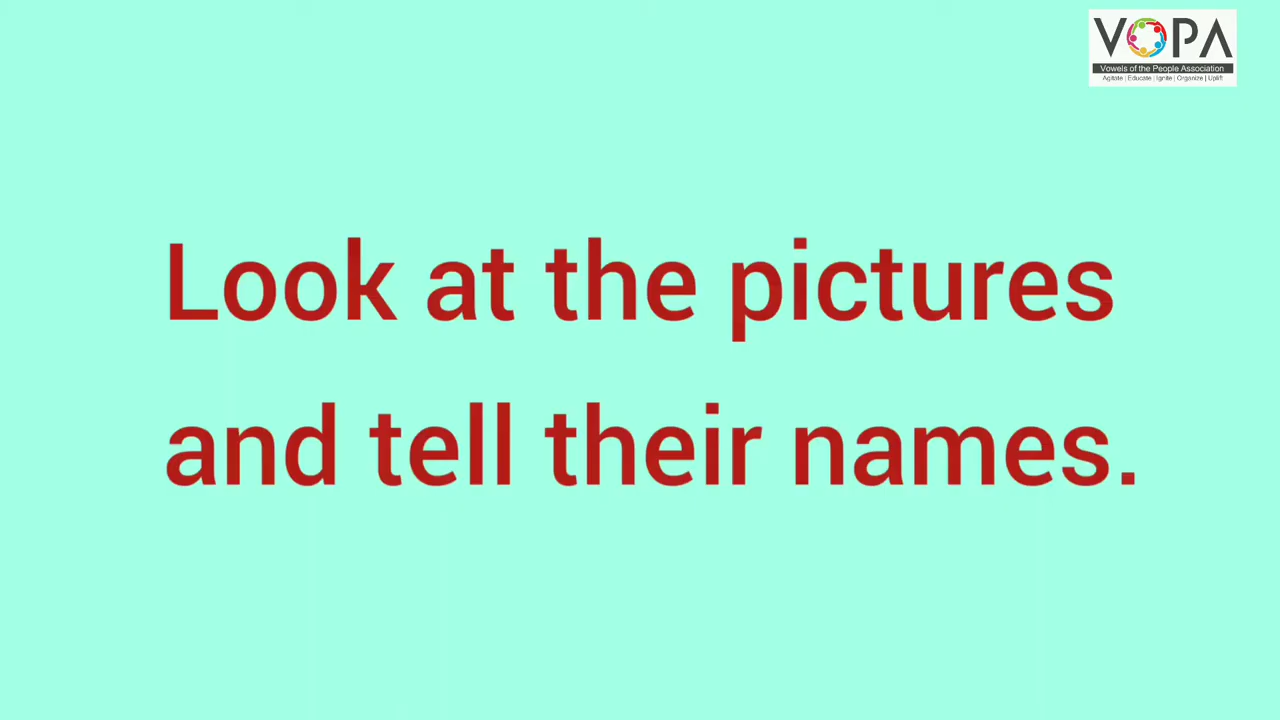 VOPA
Vowels of the People Association
Agitate | Educate | Ignite | Organize | Uplift
Look at the pictures
and tell their names.